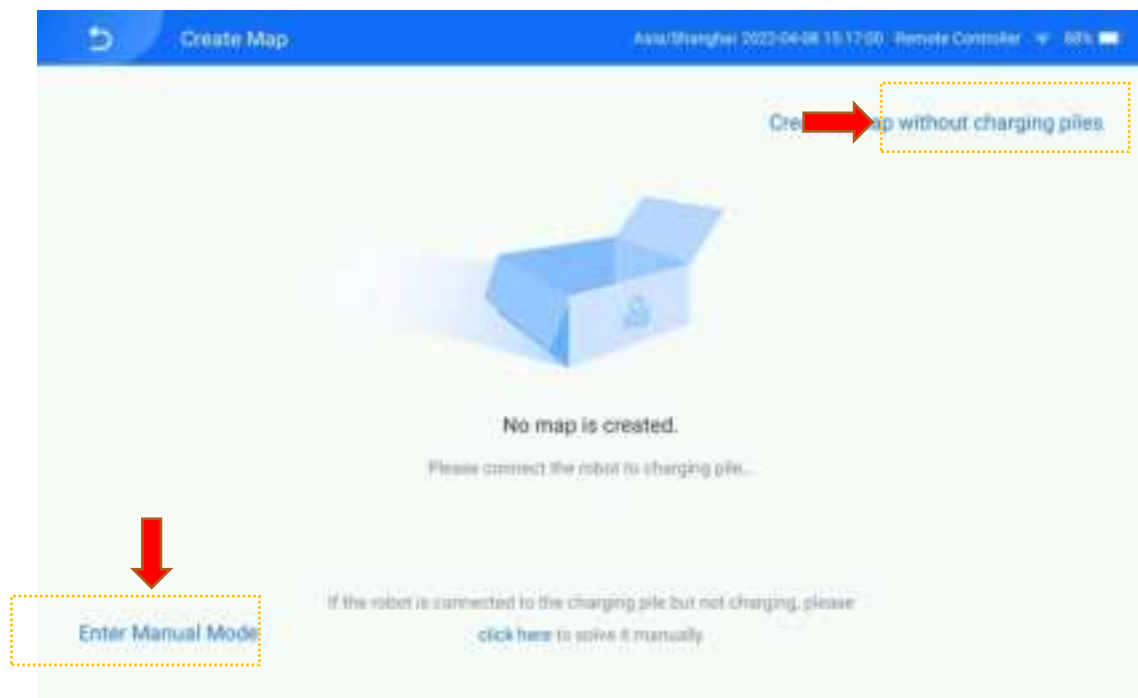 Create Map
Asia/Shanghai 2022-04-08 15:17:00 Remote Controller 88%
map without charging piles
No map is created.
Please connect the robot to charging pile...
If the robot is connected to the charging pile but not charging, please
click here to solve it manually
Enter Manual Mode